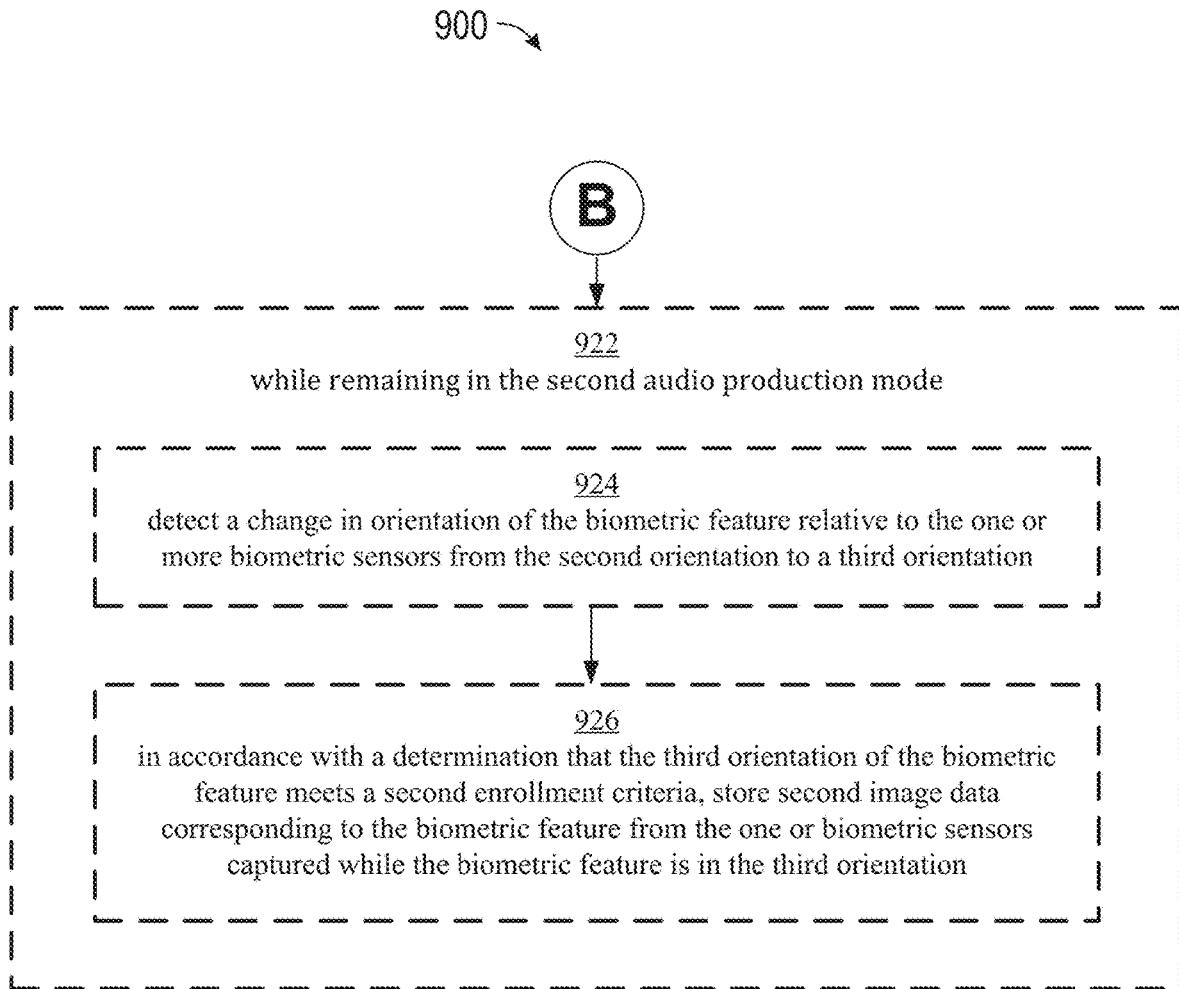 900
B
922
while remaining in the second audio production mode
924
detect a change in orientation of the biometric feature relative to the one or
more biometric sensors from the second orientation to a third orientation
926
in accordance with a determination that the third orientation of the biometric
feature meets a second enrollment criteria, store second image data
corresponding to the biometric feature from the one or biometric sensors
captured while the biometric feature is in the third orientation